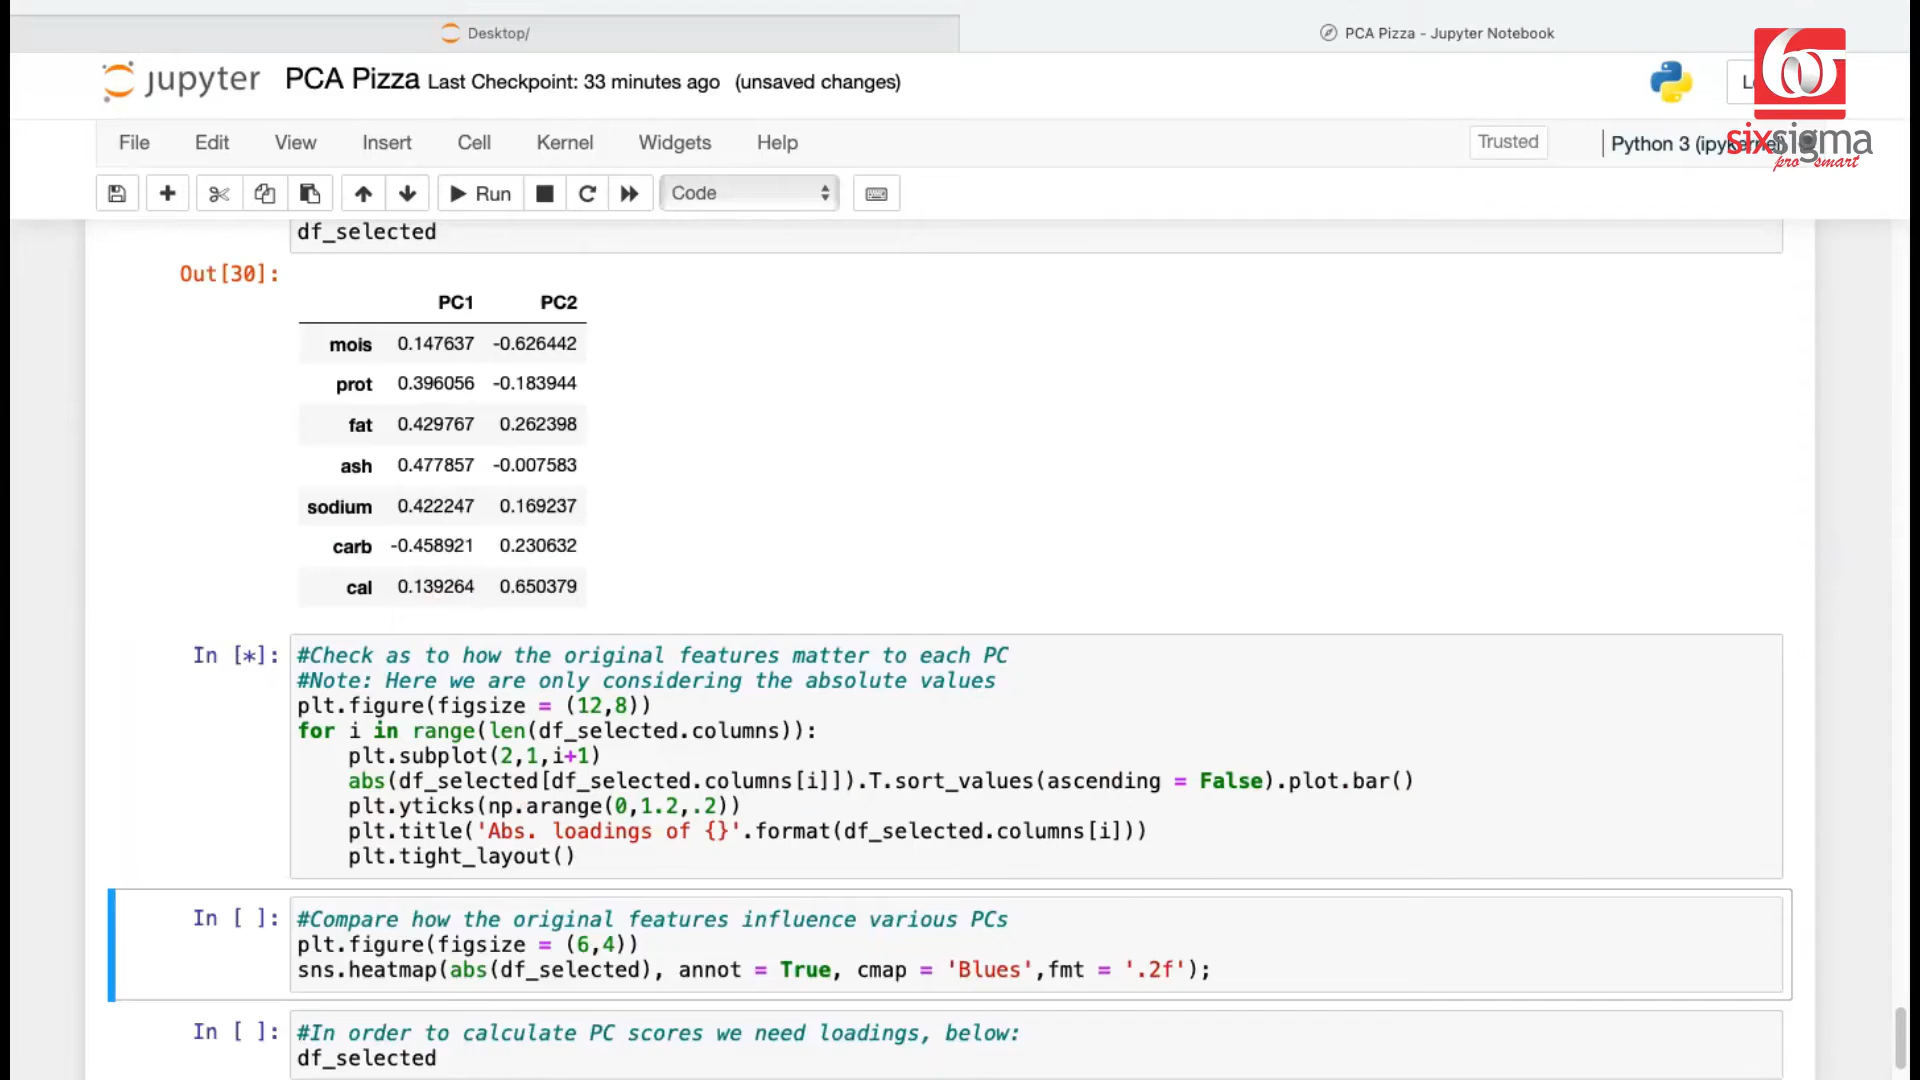 Desktop/
PCA Pizza - Jupyter Notebook
jupyter PCA Pizza Last Checkpoint: 33 minutes ago (unsaved changes)
File Edit View Insert Cell Kernel Widgets Help Trusted Python 3
sixsigma
pro smart
Run Code
df_selected
Out[30]:
PC1 PC2
mois 0.147637 -0.626442
prot 0.396056 -0.183944
fat 0.429767 0.262398
ash 0.477857 -0.007583
sodium 0.422247 0.169237
carb -0.458921 0.230632
cal 0.139264 0.650379
In [*]: #Check as to how the original features matter to each PC
#Note: Here we are only considering the absolute values
plt.figure(figsize = (12,8))
for i in range(len(df_selected.columns)):
plt.subplot(2,1,i+1)
abs(df_selected[df_selected.columns[i]]).T.sort_values(ascending = False).plot.bar()
plt.yticks(np.arange(0,1.2,.2))
plt.title('Abs. loadings of {}'.format(df_selected.columns[i]))
plt.tight_layout()
In [ ]: #Compare how the original features influence various PCs
plt.figure(figsize = (6,4))
sns.heatmap(abs(df_selected), annot = True, cmap = 'Blues',fmt = '.2f');
In [ ]: #In order to calculate PC scores we need loadings, below:
df_selected